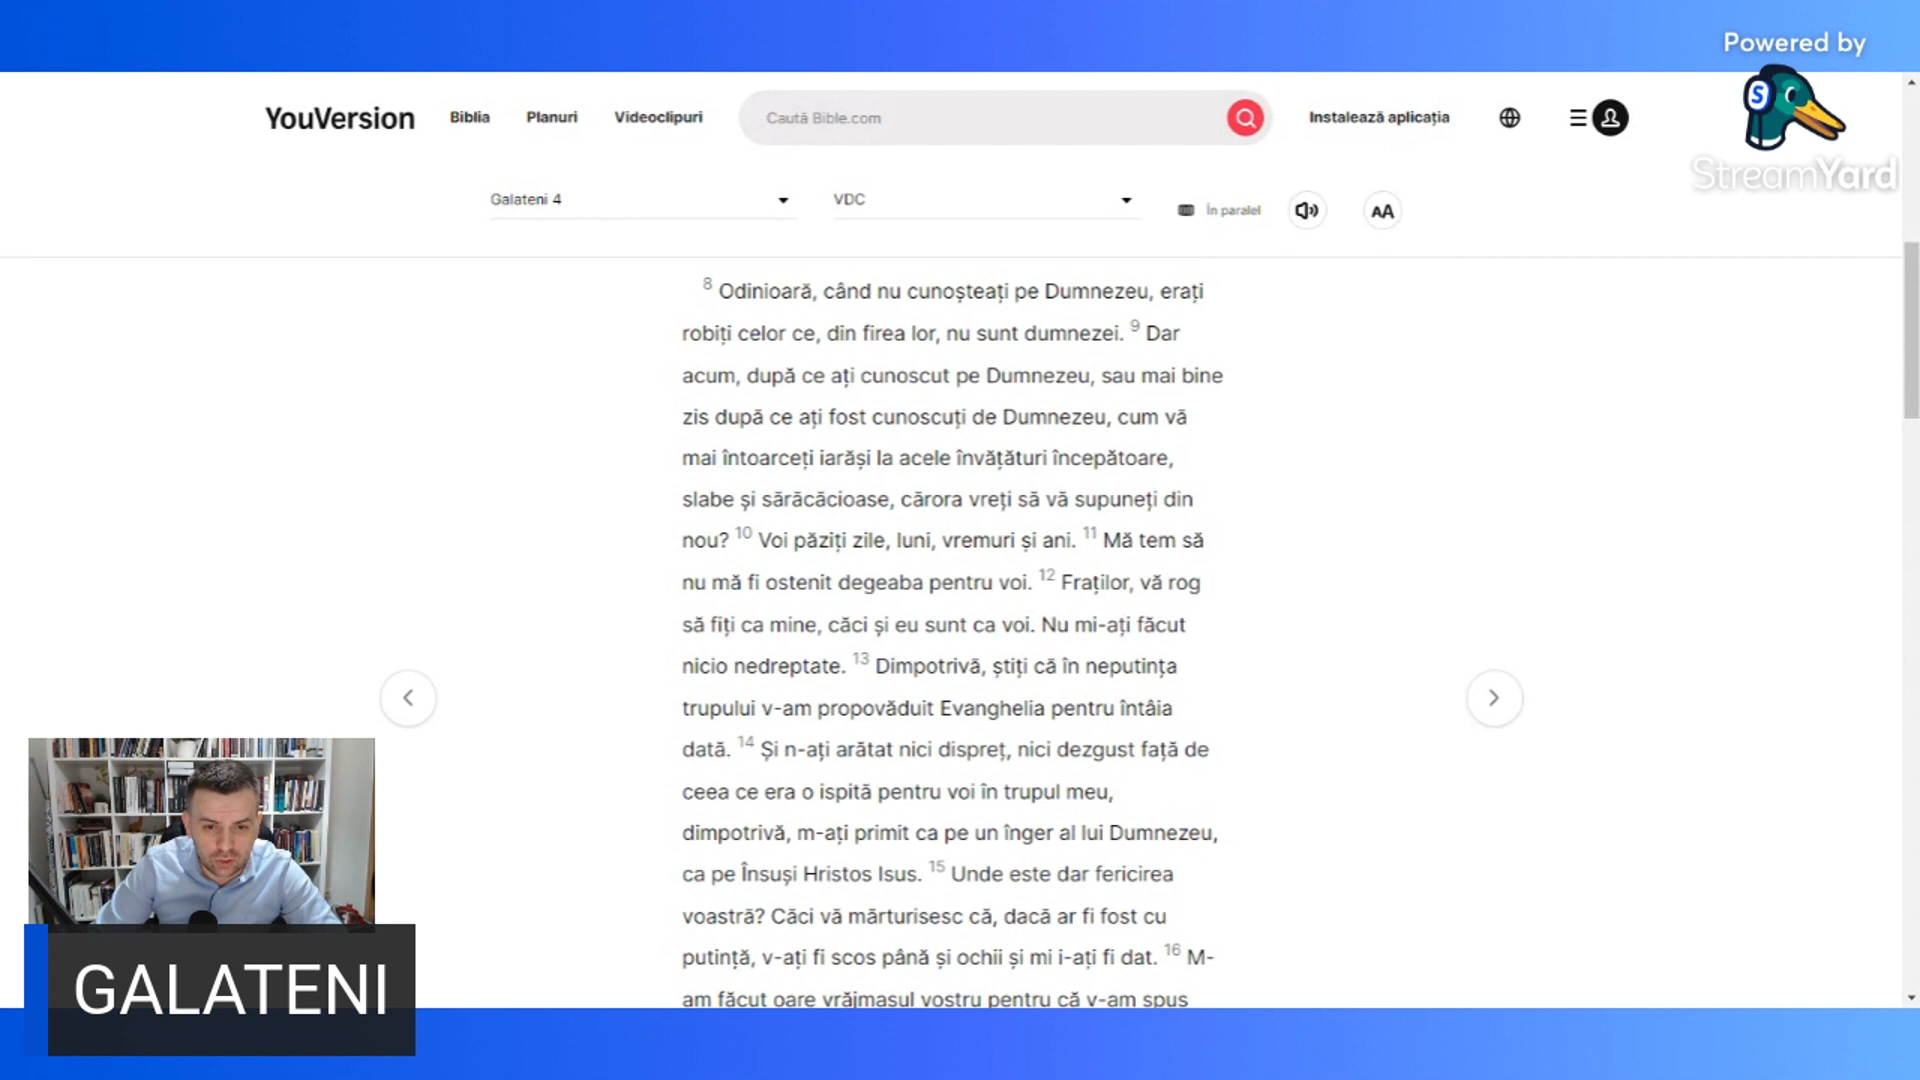 Powered by
StreamYard
YouVersion Biblia Planuri Videoclipuri Caută Bible.com Instalează aplicația
Galateni 4 VDC În paralel AA
8 Odinioară, când nu cunoșteați pe Dumnezeu, erați
robiți celor ce, din firea lor, nu sunt dumnezei. 9 Dar
acum, după ce ați cunoscut pe Dumnezeu, sau mai bine
zis după ce ați fost cunoscuți de Dumnezeu, cum vă
mai întoarceți iarăși la acele învățături începătoare,
slabe și sărăcăcioase, cărora vreți să vă supuneți din
nou? 10 Voi păziți zile, luni, vremuri și ani. 11 Mă tem să
nu mă fi ostenit degeaba pentru voi. 12 Fraților, vă rog
să fiți ca mine, căci și eu sunt ca voi. Nu mi-ați făcut
nicio nedreptate. 13 Dimpotrivă, știți că în neputința
trupului v-am propovăduit Evanghelia pentru întâia
dată. 14 Și n-ați arătat nici dispreț, nici dezgust față de
ceea ce era o ispită pentru voi în trupul meu,
dimpotrivă, m-ați primit ca pe un înger al lui Dumnezeu,
ca pe Însuși Hristos Isus. 15 Unde este dar fericirea
voastră? Căci vă mărturisesc că, dacă ar fi fost cu
putință, v-ați fi scos până și ochii și mi i-ați fi dat. 16 M-
am făcut oare vrăjmașul vostru pentru că v-am spus
GALATENI